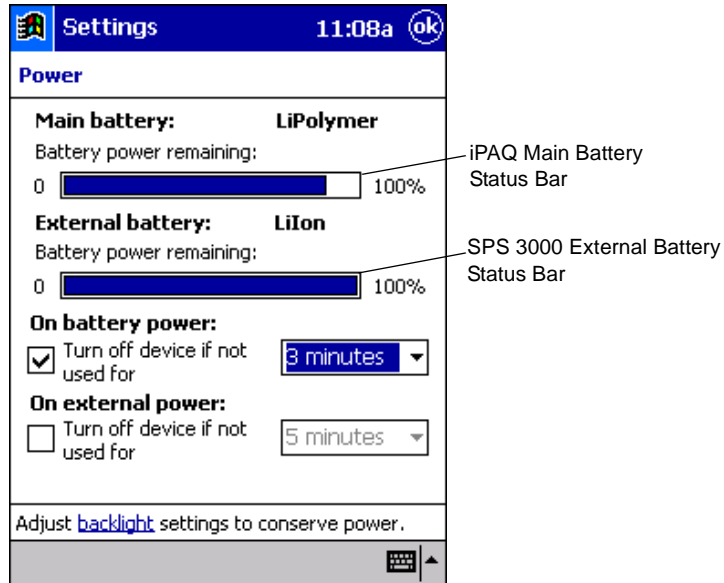 Settings 11:08a ok
Power
Main battery: LiPolymer
Battery power remaining:
0 100%
iPAQ Main Battery
Status Bar
External battery: LiIon
Battery power remaining:
0 100%
SPS 3000 External Battery
Status Bar
On battery power:
Turn off device if not
used for
3 minutes
On external power:
Turn off device if not
used for
5 minutes
Adjust backlight settings to conserve power.